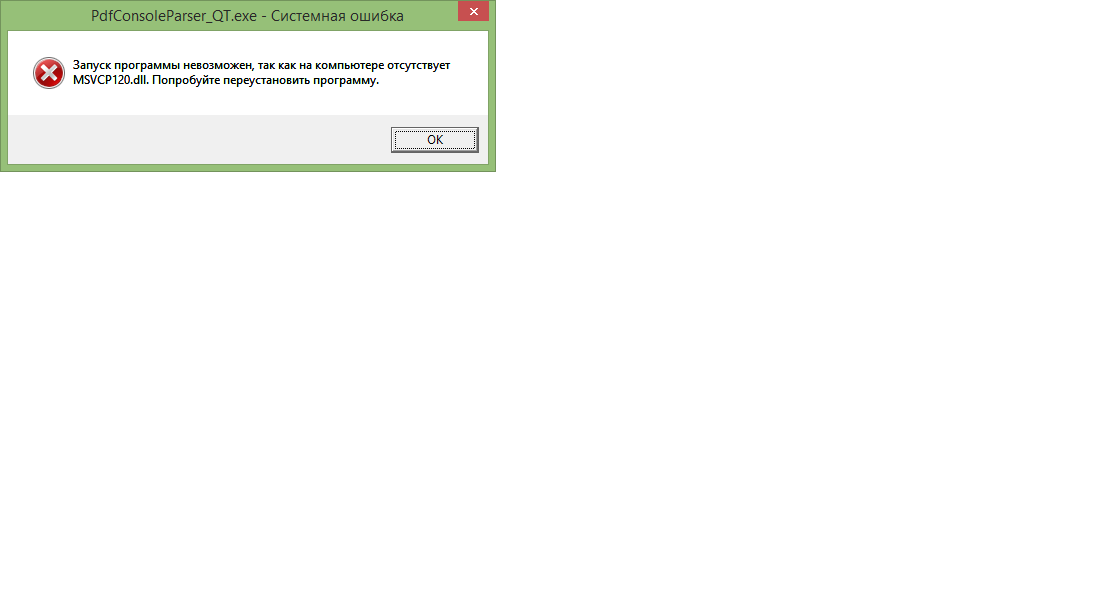 PdfConsoleParser_QT.exe - Системная ошибка
Запуск программы невозможен, так как на компьютере отсутствует
MSVCP120.dll. Попробуйте переустановить программу.
OK